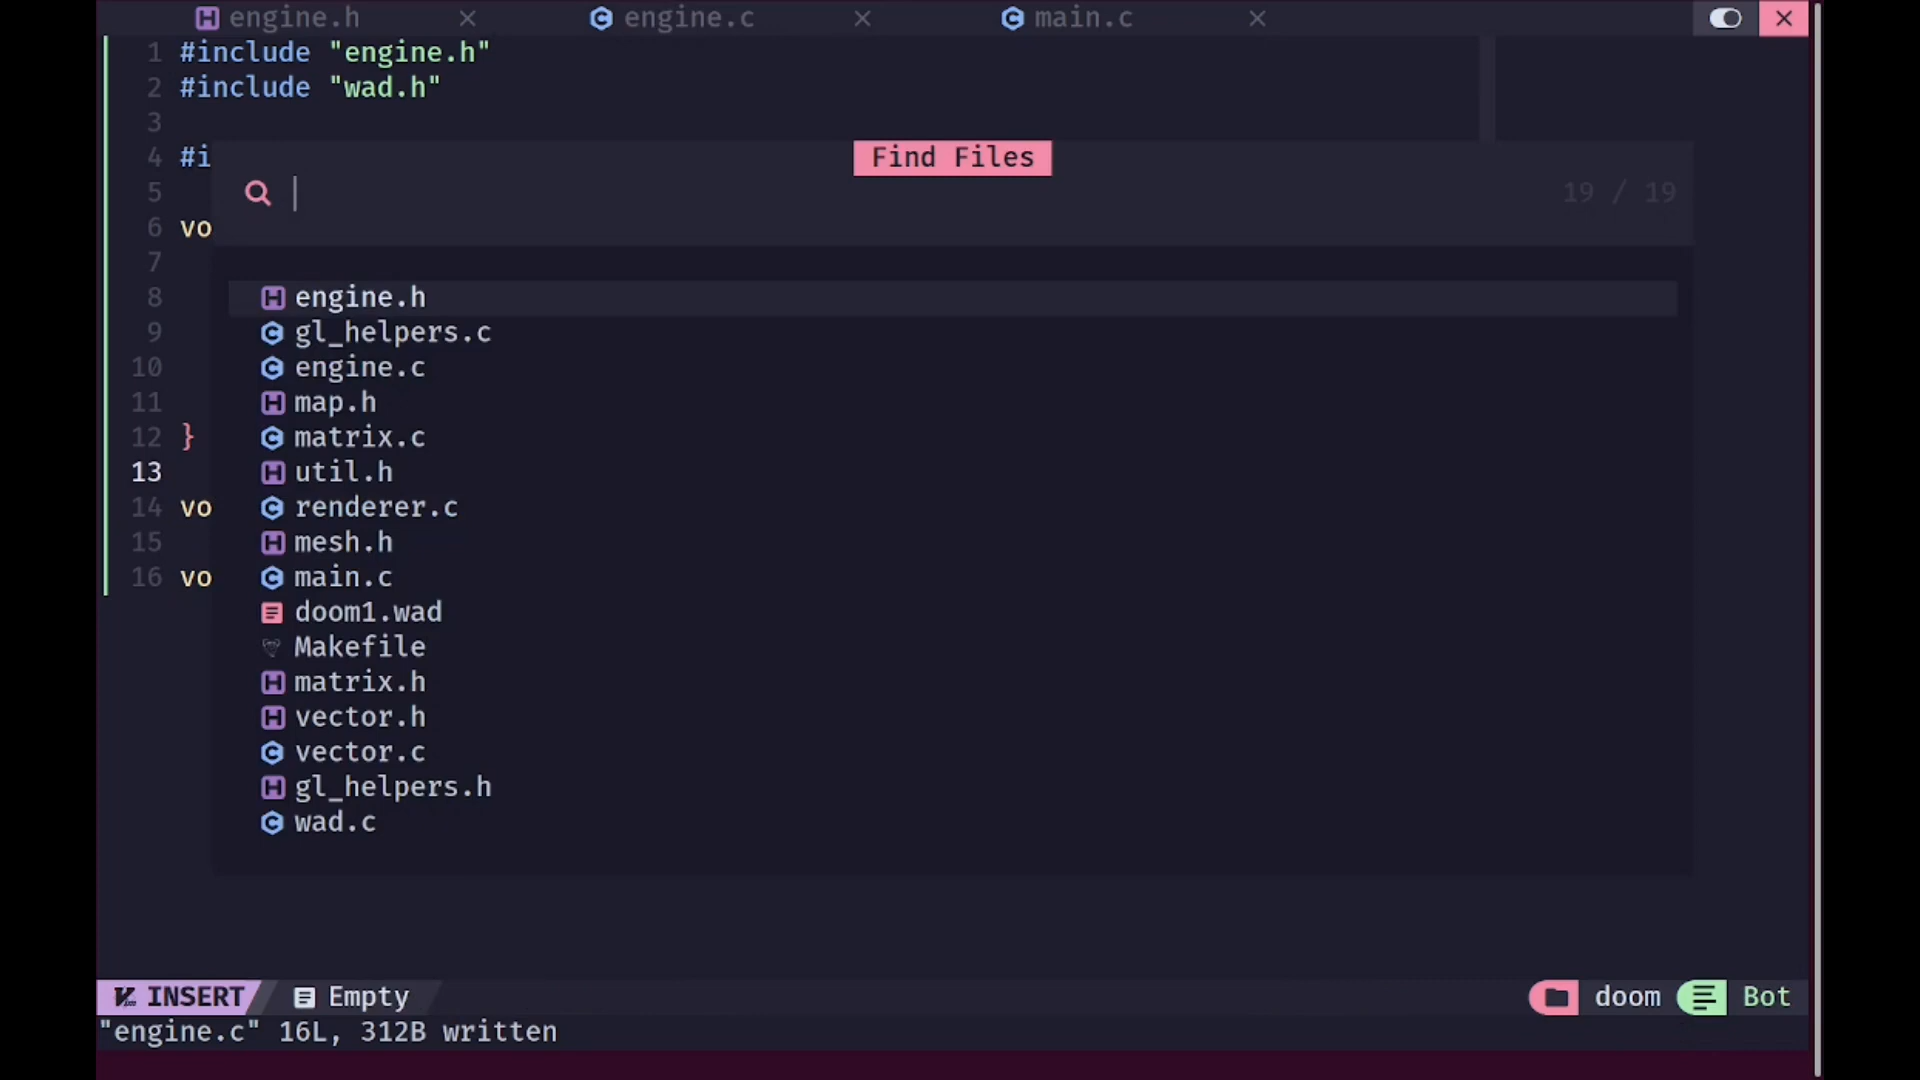 engine.h
engine.c
main.c
1 #include "engine.h"
2 #include "wad.h"
3
4 #i
Find Files
5
19 / 19
6 vo
7
8
engine.h
9
gl_helpers.c
10
engine.c
11
map.h
12 }
matrix.c
13
util.h
14 vo
renderer.c
15
mesh.h
16 vo
main.c
doom1.wad
Makefile
matrix.h
vector.h
vector.c
gl_helpers.h
wad.c
INSERT
Empty
doom
Bot
"engine.c" 16L, 312B written